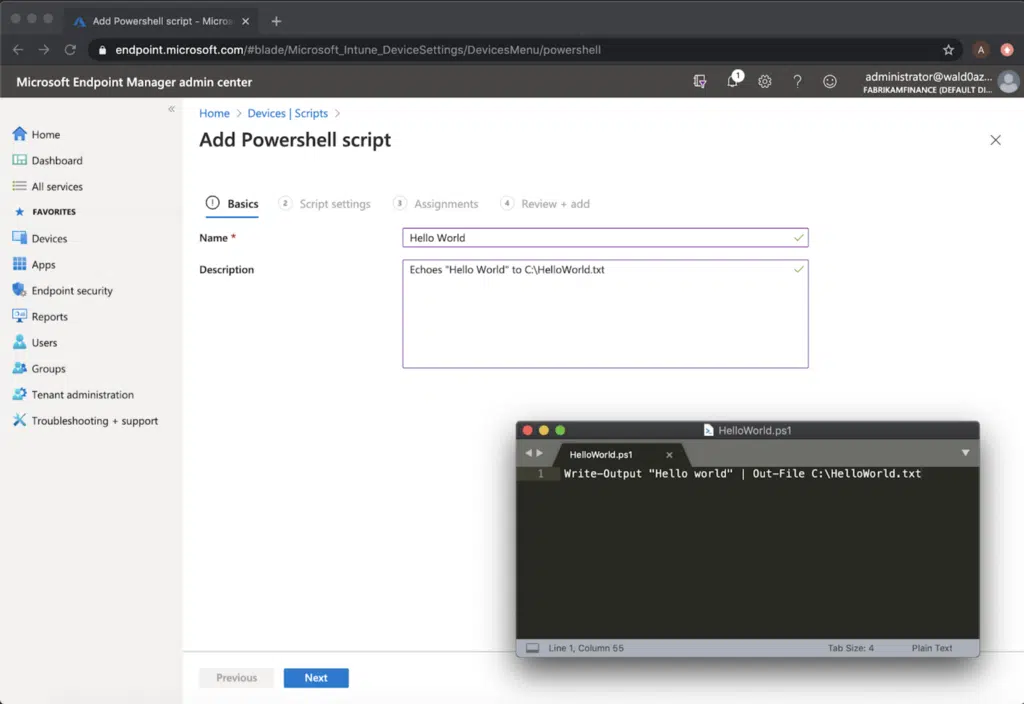 Add Powershell script - Micros
endpoint.microsoft.com/#blade/Microsoft_Intune_DeviceSettings/DevicesMenu/powershell
A
Microsoft Endpoint Manager admin center
1
administrator@wald0az...
FABRIKAMFINANCE (DEFAULT DI...
Home
Dashboard
All services
FAVORITES
Devices
Apps
Endpoint security
Reports
Users
Groups
Tenant administration
Troubleshooting + support
Home > Devices | Scripts >
Add Powershell script
Basics
2 Script settings
3 Assignments
4 Review + add
Name *
Hello World
Description
Echoes "Hello World" to C:\HelloWorld.txt
HelloWorld.ps1
HelloWorld.ps1
1 Write-Output "Hello world" | Out-File C:\HelloWorld.txt
Line 1, Column 55
Tab Size: 4
Plain Text
Previous
Next